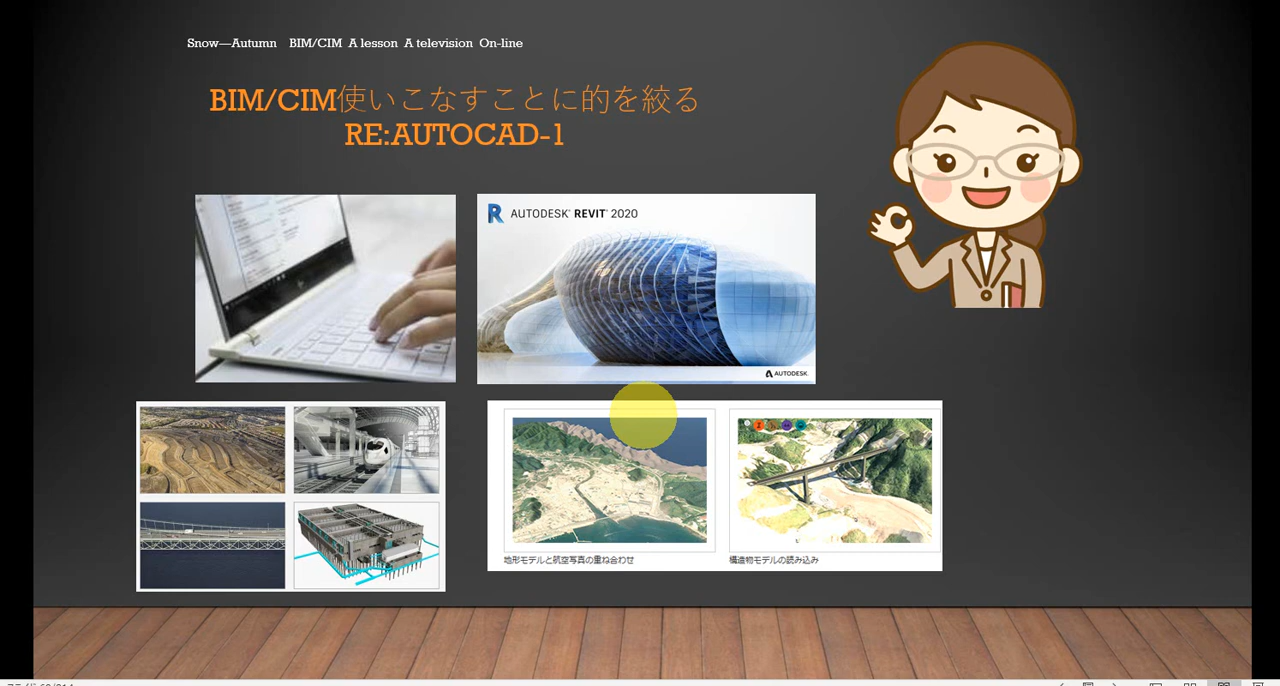 Snow—Autumn BIM/CIM A lesson A television On-line
BIM/CIM使いこなすことに的を絞る
RE:AUTOCAD-1
AUTODESK® REVIT® 2020
AUTODESK.
地形モデルと航空写真の重ね合わせ
構造物モデルの読み込み